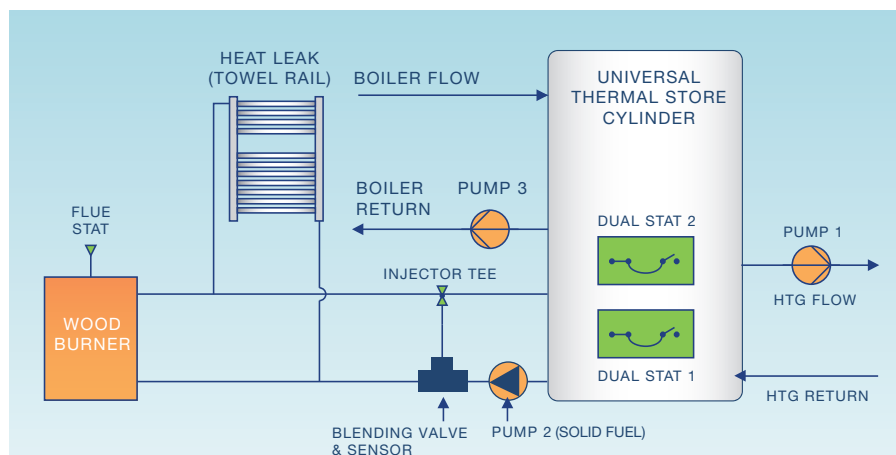 HEAT LEAK
(TOWEL RAIL)
BOILER FLOW
UNIVERSAL
THERMAL STORE
CYLINDER
BOILER
RETURN
PUMP 3
FLUE
STAT
DUAL STAT 2
PUMP 1
INJECTOR TEE
HTG FLOW
WOOD
BURNER
DUAL STAT 1
HTG RETURN
BLENDING VALVE
& SENSOR
PUMP 2 (SOLID FUEL)